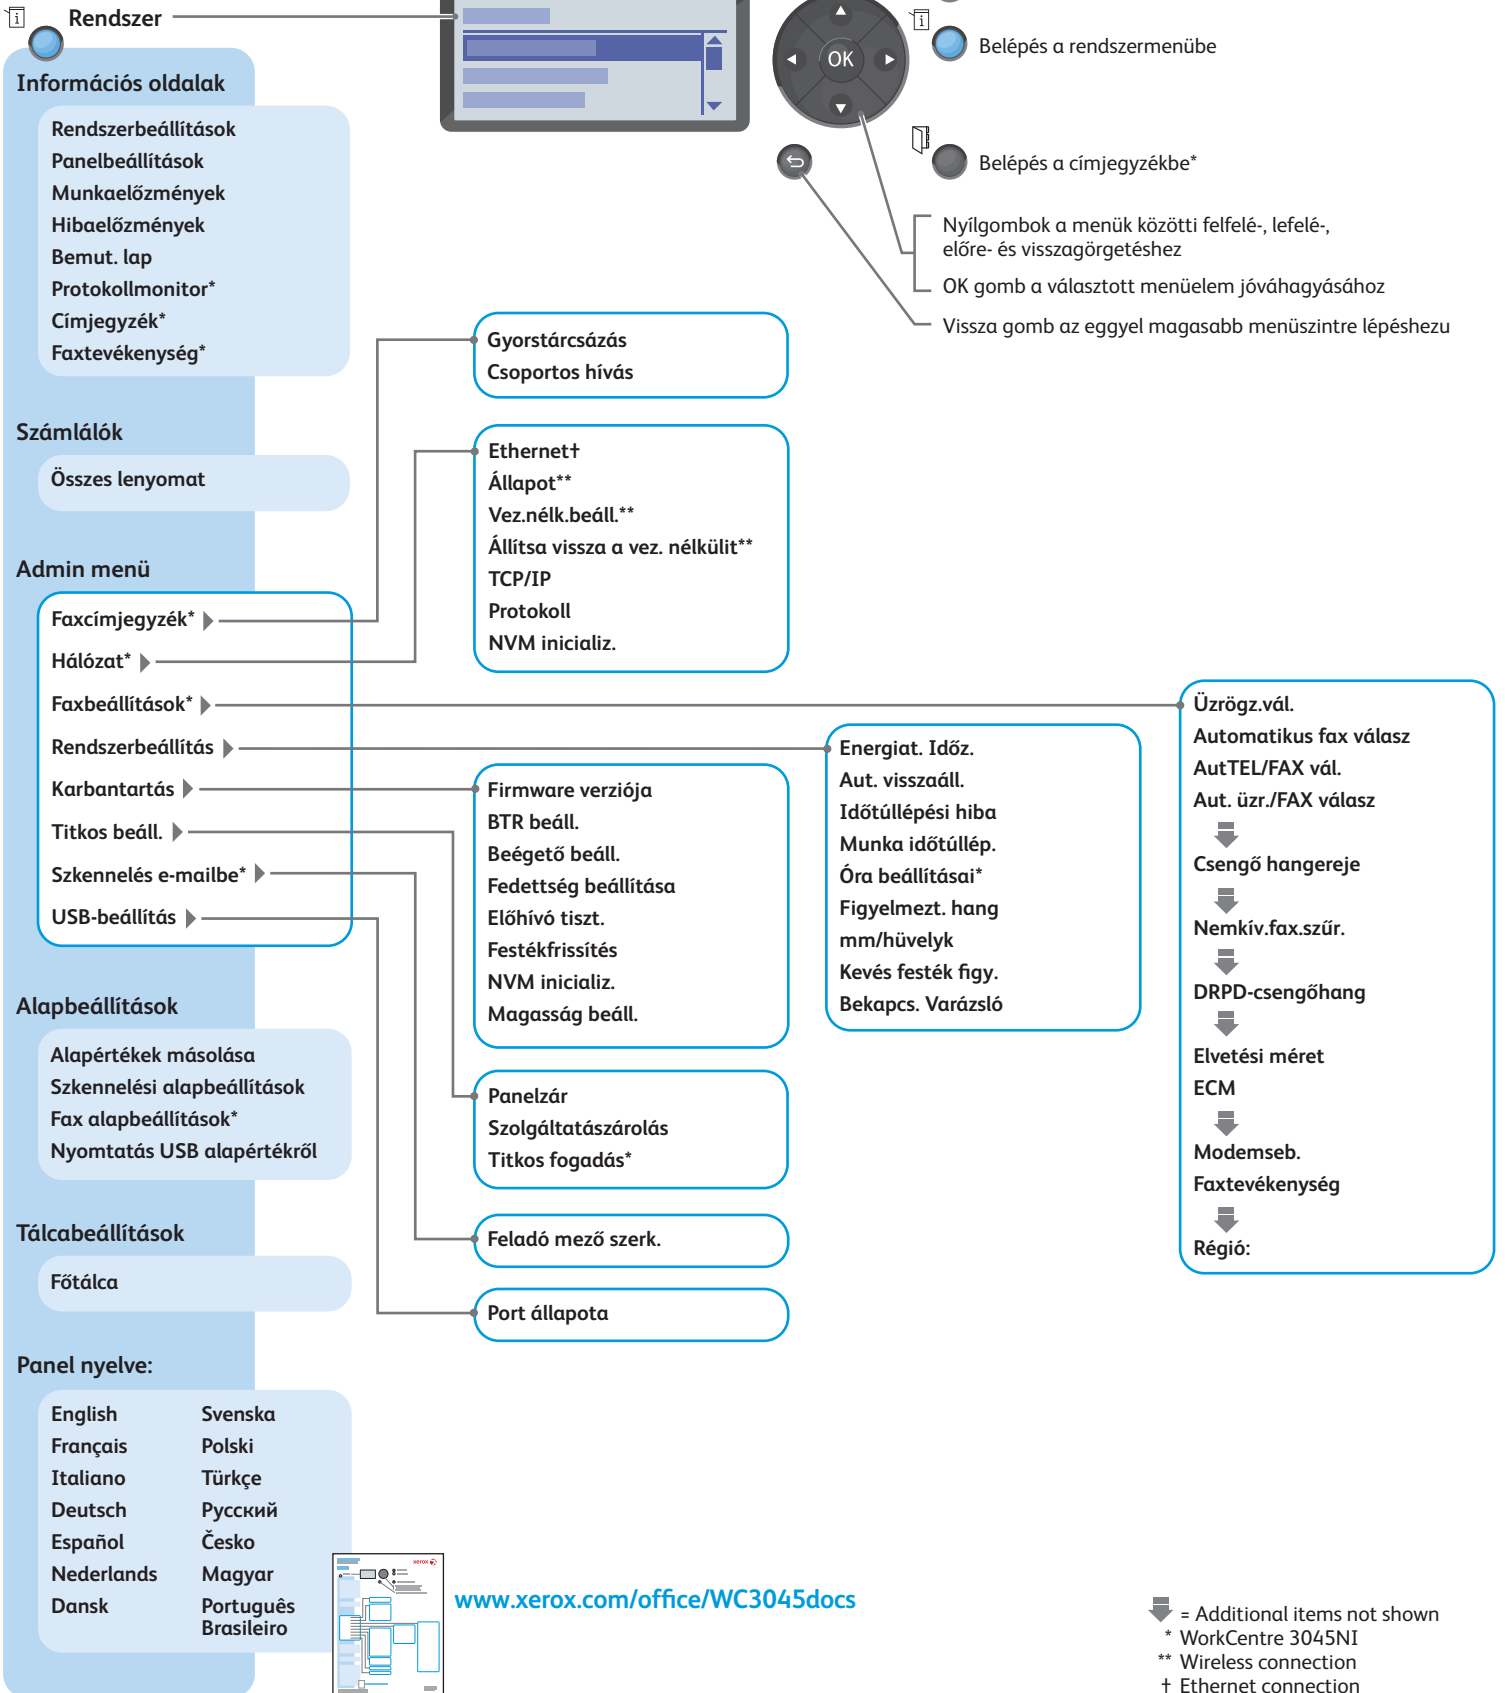 Rendszer
OK
Belépés a rendszermenübe
Belépés a címjegyzékbe*
Nyílgombok a menük közötti felfelé-, lefelé-,
előre- és visszagörgetéshez
OK gomb a választott menüelem jóváhagyásához
Vissza gomb az eggyel magasabb menüszintre lépéshezu
Információs oldalak
Rendszerbeállítások
Panelbeállítások
Munkaelőzmények
Hibaelőzmények
Bemut. lap
Protokollmonitor*
Címjegyzék*
Faxtevékenység*
Számlálók
Összes lenyomat
Admin menü
Faxcímjegyzék*
Hálózat*
Faxbeállítások*
Rendszerbeállítás
Karbantartás
Titkos beáll.
Szkennelés e-mailbe*
USB-beállítás
Alapbeállítások
Alapértékek másolása
Szkennelési alapbeállítások
Fax alapbeállítások*
Nyomtatás USB alapértékről
Tálcabeállítások
Főtálca
Panel nyelve:
English
Français
Italiano
Deutsch
Español
Nederlands
Dansk
Svenska
Polski
Türkçe
Русский
Česko
Magyar
Português
Brasileiro
Gyorstárcsázás
Csoportos hívás
Ethernet†
Állapot**
Vez.nélk.beáll.**
Állítsa vissza a vez. nélkülit**
TCP/IP
Protokoll
NVM inicializ.
Firmware verziója
BTR beáll.
Beégető beáll.
Fedettség beállítása
Előhívó tiszt.
Festékfrissítés
NVM inicializ.
Magasság beáll.
Panelzár
Szolgáltatászárolás
Titkos fogadás*
Feladó mező szerk.
Port állapota
Energiat. Időz.
Aut. visszaáll.
Időtúllépési hiba
Munka időtúllép.
Óra beállításai*
Figyelmezt. hang
mm/hüvelyk
Kevés festék figy.
Bekapcs. Varázsló
Üzrögz.vál.
Automatikus fax válasz
AutTEL/FAX vál.
Aut. üzr./FAX válasz
Csengő hangereje
Nemkív.fax.szűr.
DRPD-csengőhang
Elvetési méret
ECM
Modemseb.
Faxtevékenység
Régió:
xerox
www.xerox.com/office/WC3045docs
= Additional items not shown
* WorkCentre 3045NI
** Wireless connection
† Ethernet connection